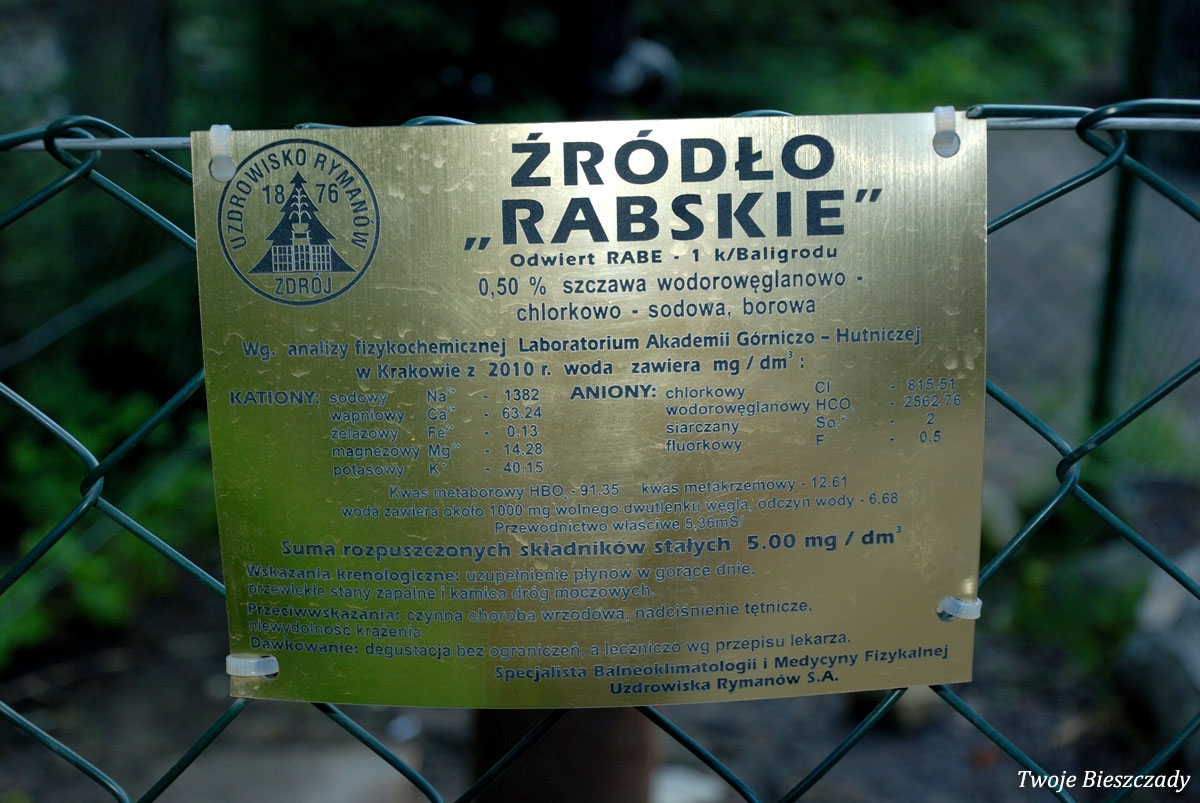 UZDROWISKO RYMANÓW
18 76
ZDRÓJ
ŹRÓDŁO
„RABSKIE”
Odwiert RABE - 1 k/Baligrodu
0,50 % szczawa wodorowęglanowo -
chlorkowo - sodowa, borowa
Wg. analizy fizykochemicznej Laboratorium Akademii Górniczo – Hutniczej
w Krakowie z 2010 r. woda zawiera mg / dm³ :
KATIONY: sodowy Na⁺ - 1382
wapniowy Ca²⁺ - 63.24
żelazowy Fe²⁺ - 0.13
magnezowy Mg²⁺ - 14.28
potasowy K⁺ - 40.15
ANIONY: chlorkowy Cl - 815.51
wodorowęglanowy HCO₃ - 2562.76
siarczany So₄²⁻ - 2
fluorkowy F - 0.5
Kwas metaborowy HBO₂ - 91.35 kwas metakrzemowy - 12.61
woda zawiera około 1000 mg wolnego dwutlenku węgla, odczyn wody - 6.68
Przewodnictwo właściwe 5,36mS/
Suma rozpuszczonych składników stałych 5.00 mg / dm³
Wskazania krenologiczne: uzupełnienie płynów w gorące dnie,
przewlekłe stany zapalne i kamica dróg moczowych.
Przeciwwskazania: czynna choroba wrzodowa, nadciśnienie tętnicze,
niewydolność krążenia
Dawkowanie: degustacja bez ograniczeń, a leczniczo wg przepisu lekarza.
Specjalista Balneoklimatologii i Medycyny Fizykalnej
Uzdrowiska Rymanów S.A.
Twoje Bieszczady